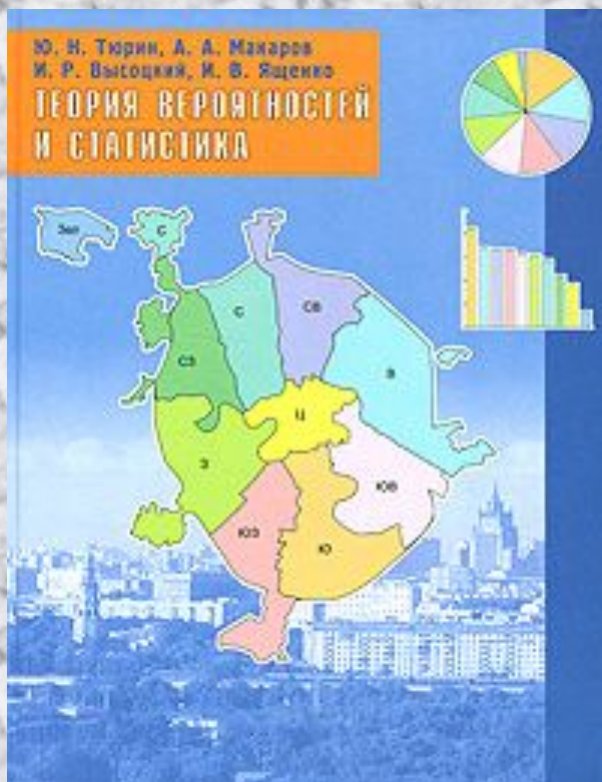 Ю. Н. Тюрин, А. А. Макаров
И. Р. Высоцкий, И. В. Ященко
ТЕОРИЯ ВЕРОЯТНОСТЕЙ
И СТАТИСТИКА
Зел
С
С
СВ
СЗ
В
Ц
З
ЮВ
ЮЗ
Ю